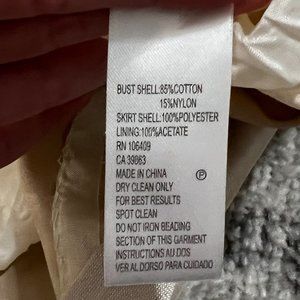 BUST SHELL:85%COTTON
15%NYLON
SKIRT SHELL:100%POLYESTER
LINING:100%ACETATE
RN 106409
CA 39063
MADE IN CHINA
DRY CLEAN ONLY
FOR BEST RESULTS
SPOT CLEAN
DO NOT IRON BEADING
SECTION OF THIS GARMENT
INSTRUCTIONS AU DOS
VER AL DORSO PARA CUIDADO
P